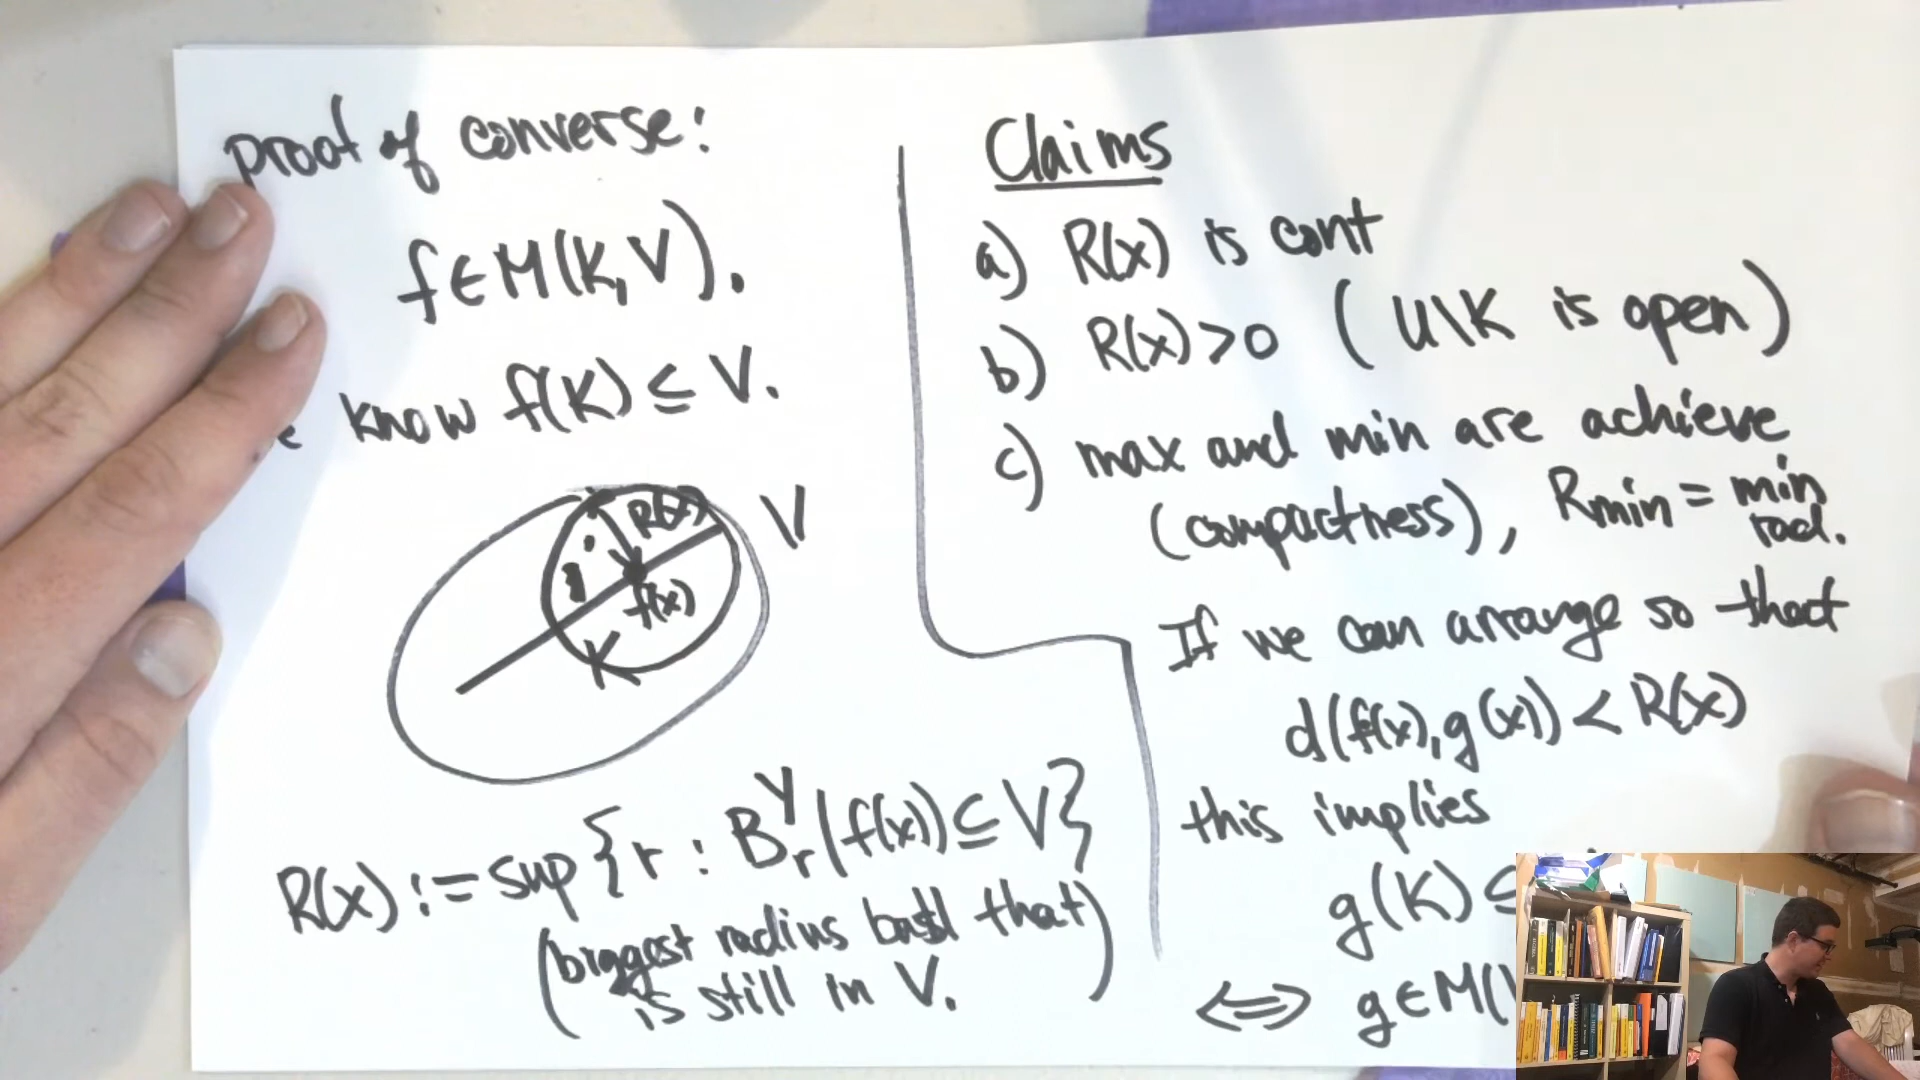 proof of converse:
f∈M(K,V).
e know f(K) ⊆ V.
R(x)
V
f(x)
K
R(x) := sup{r : B_r^Y(f(x)) ⊆ V}
(biggest radius ball that
is still in V.)
Claims
a) R(x) is cont
b) R(x) > 0 (U\K is open)
c) max and min are achieve
(compactness), Rmin = min
rad.
If we can arrange so that
d(f(x), g(x)) < R(x)
this implies
g(K) ⊆
⟺ g∈M(